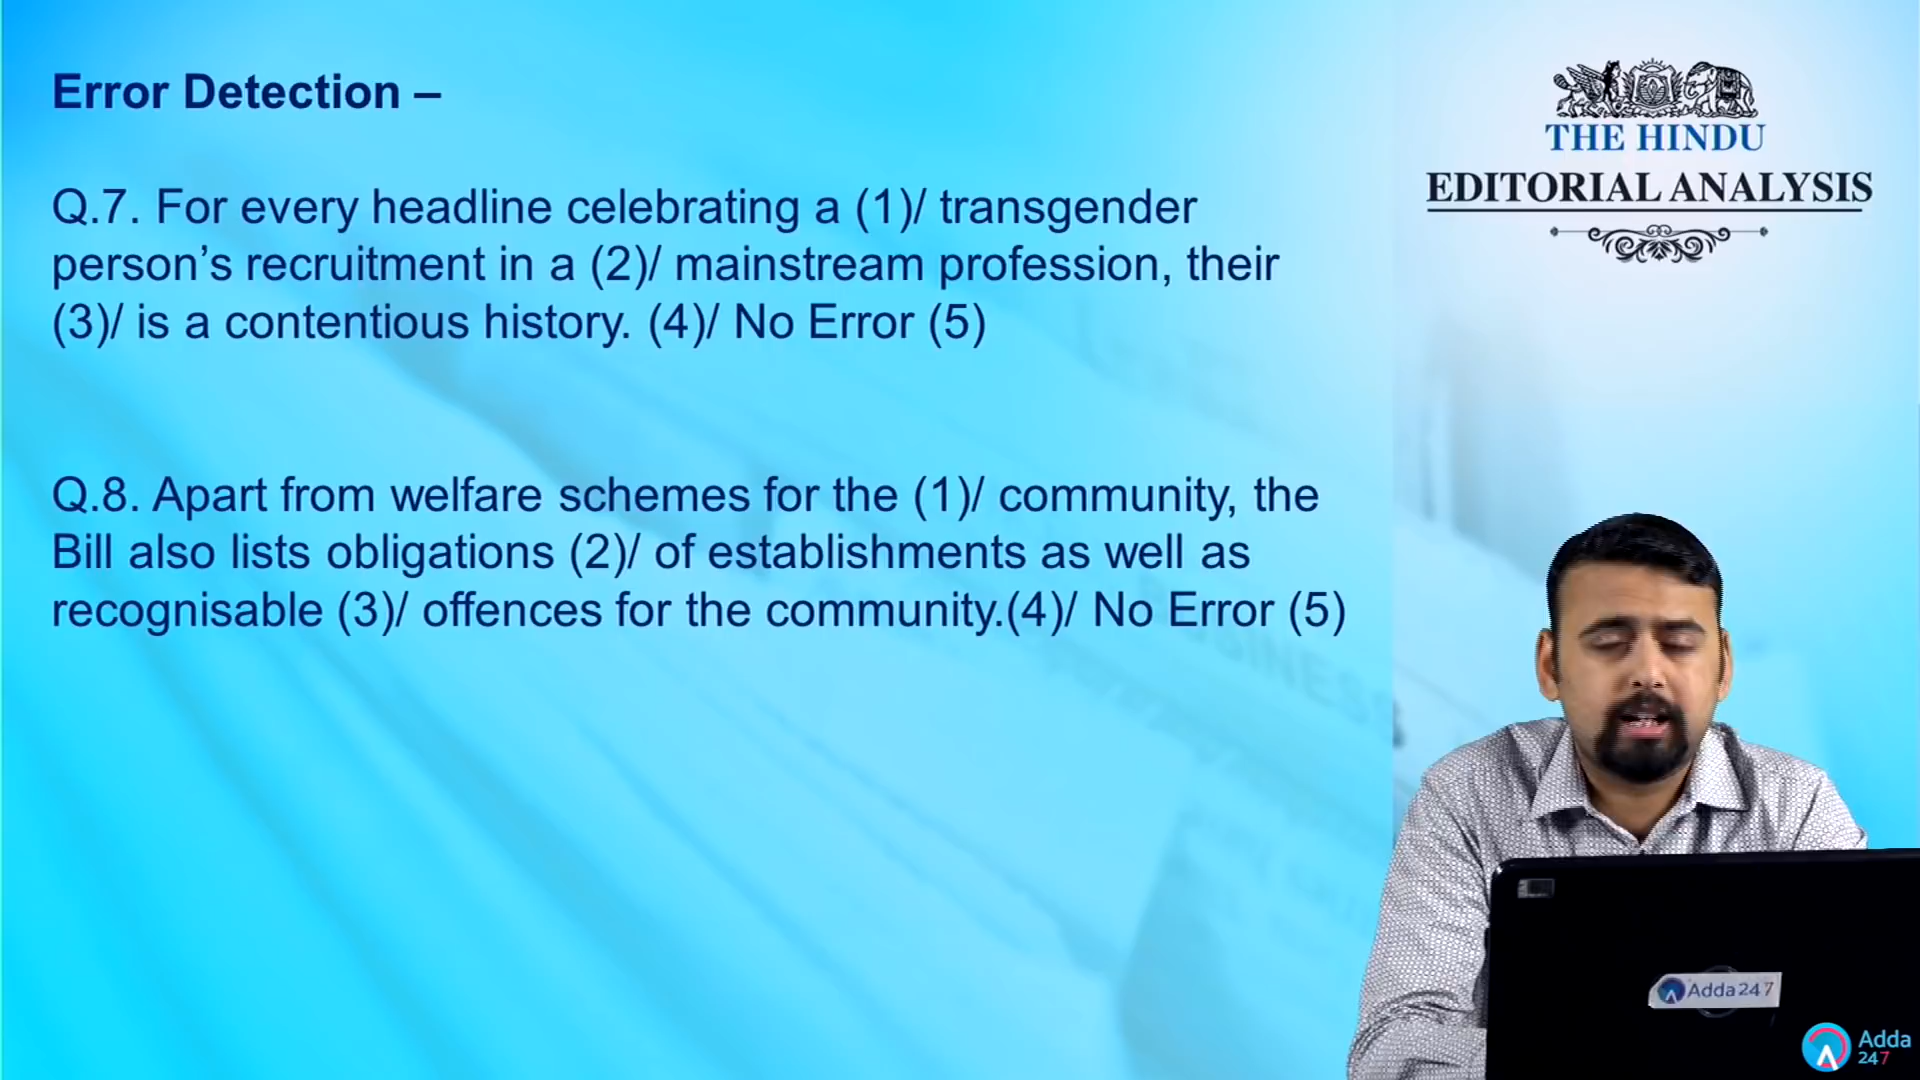 Error Detection –
Q.7. For every headline celebrating a (1)/ transgender
person’s recruitment in a (2)/ mainstream profession, their
(3)/ is a contentious history. (4)/ No Error (5)
Q.8. Apart from welfare schemes for the (1)/ community, the
Bill also lists obligations (2)/ of establishments as well as
recognisable (3)/ offences for the community.(4)/ No Error (5)
THE HINDU
EDITORIAL ANALYSIS
BUSINESS
Adda247
Adda
247